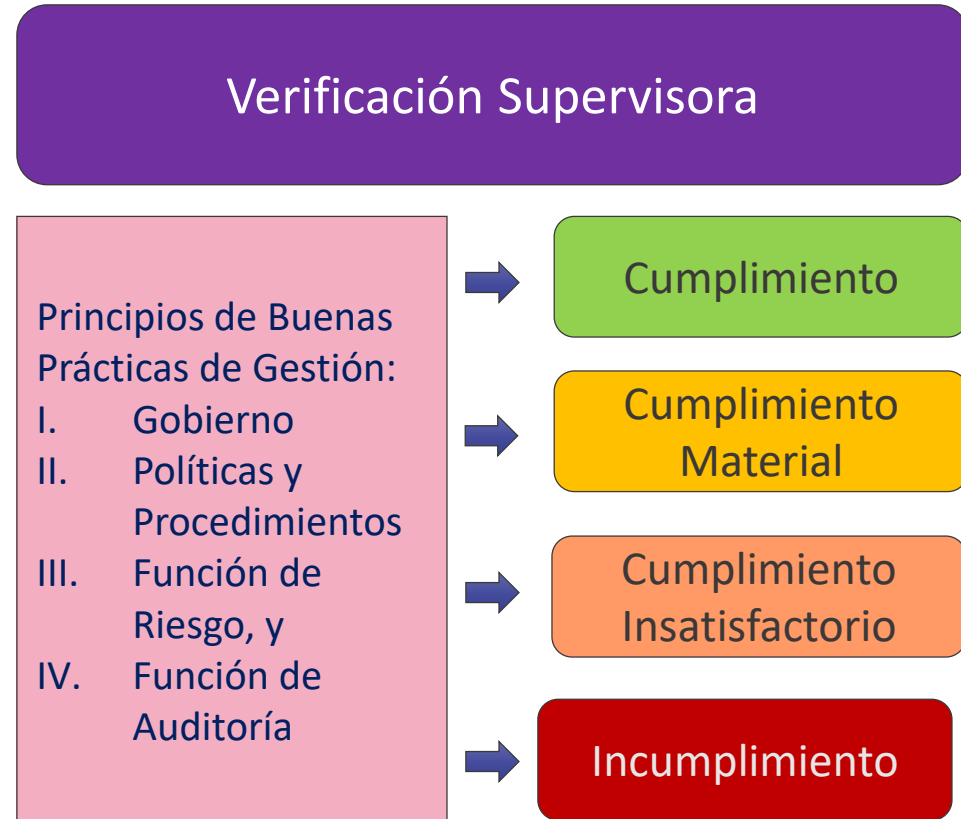 Verificación Supervisora
Principios de Buenas
Prácticas de Gestión:
I. Gobierno
II. Políticas y
Procedimientos
III. Función de
Riesgo, y
IV. Función de
Auditoría
Cumplimiento
Cumplimiento
Material
Cumplimiento
Insatisfactorio
Incumplimiento